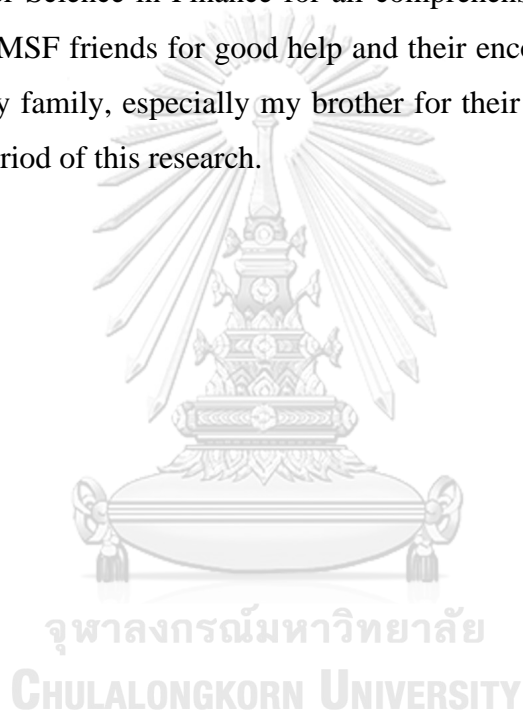 r Science in Finance for all comprehens
MSF friends for good help and their enco
y family, especially my brother for their
riod of this research.
จุฬาลงกรณ์มหาวิทยาลัย
CHULALONGKORN UNIVERSITY